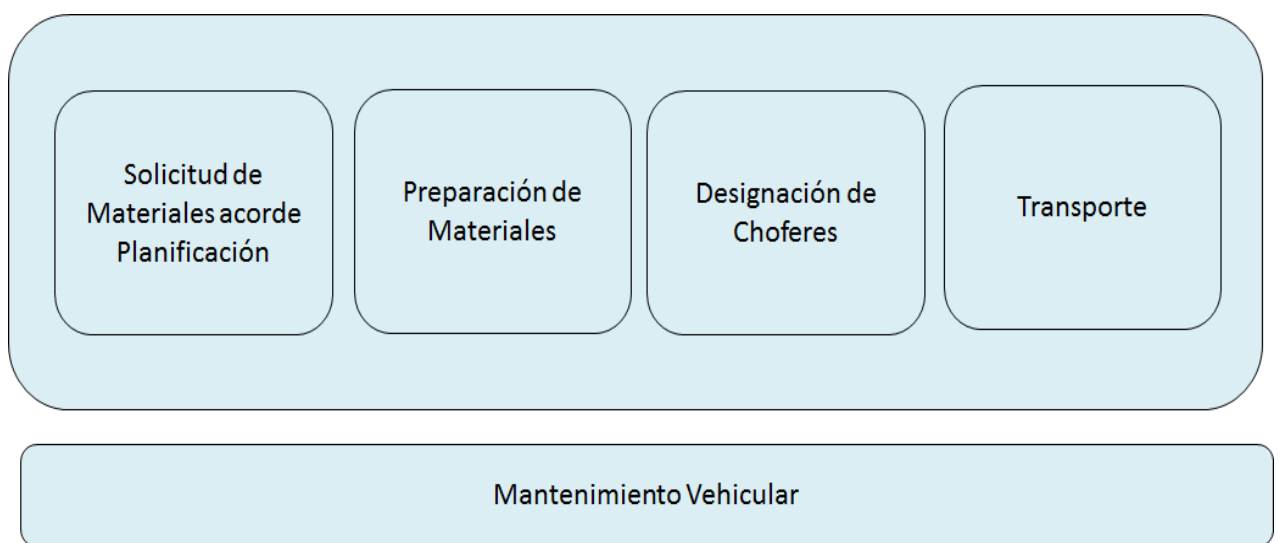 Solicitud de
Materiales acorde
Planificación
Preparación de
Materiales
Designación de
Choferes
Transporte
Mantenimiento Vehicular